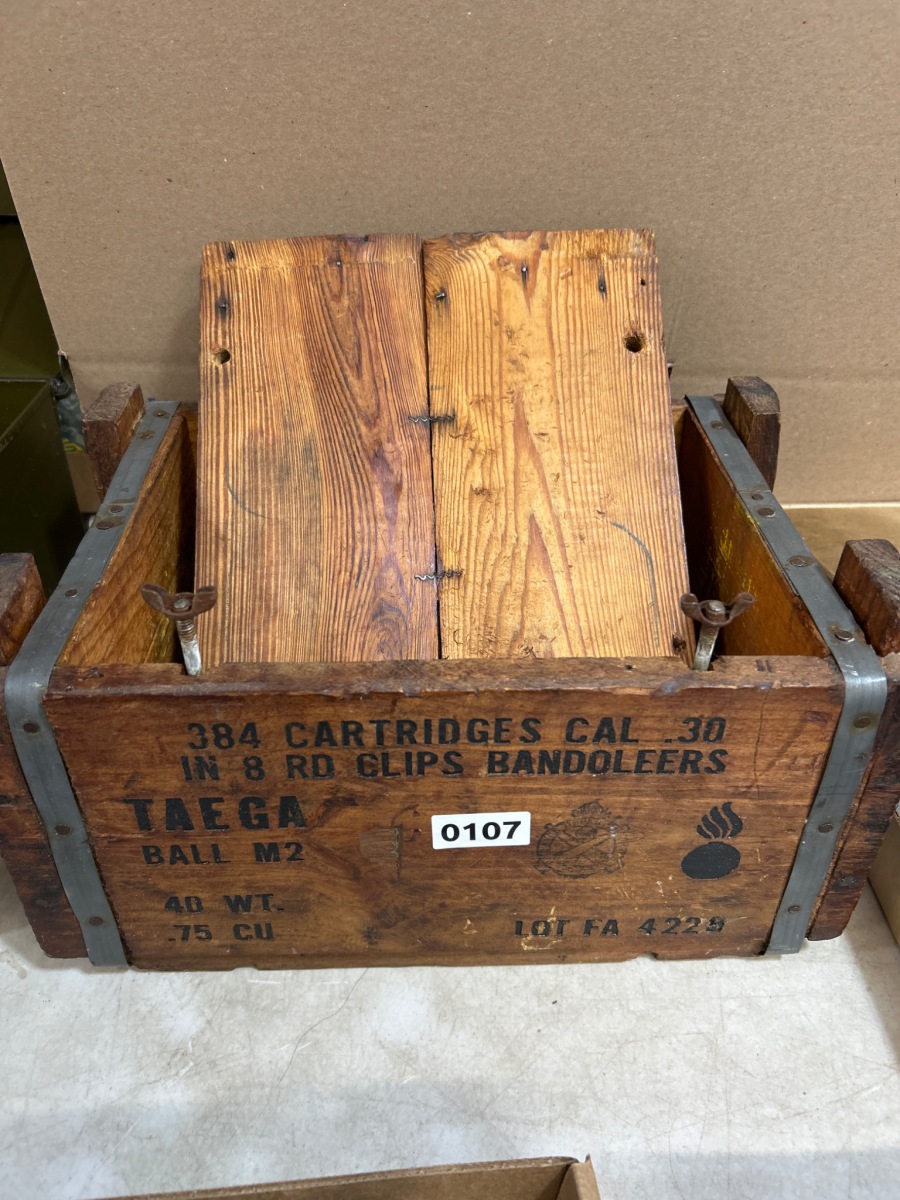 384 CARTRIDGES CAL .30
IN 8 RD CLIPS BANDOLEERS
TAEGA
0107
BALL M2
40 WT.
.75 CU
LOT FA 4229